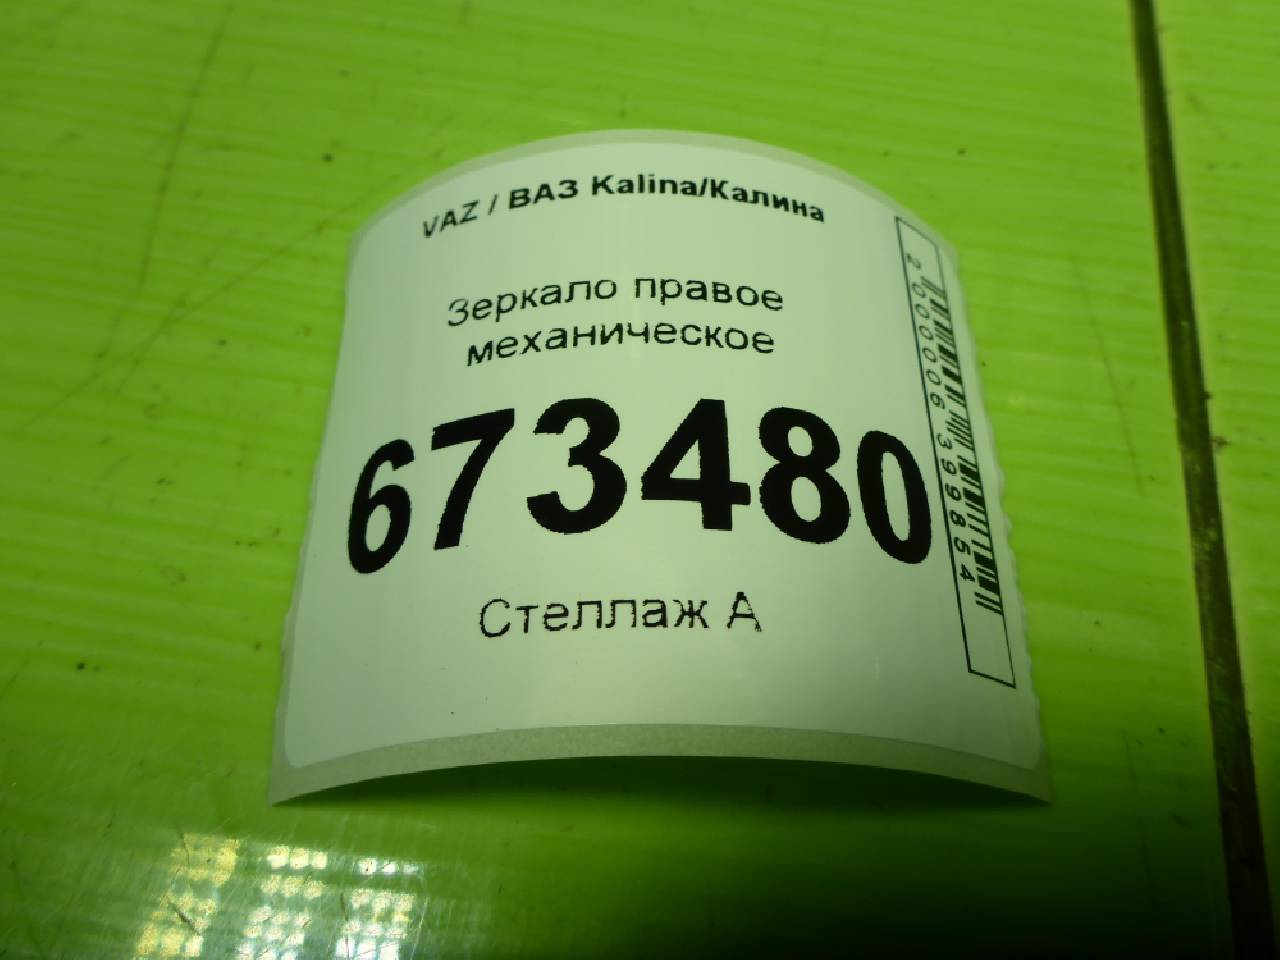 VAZ / ВАЗ Kalina/Калина
Зеркало правое
механическое
673480
Стеллаж А
2000006399854